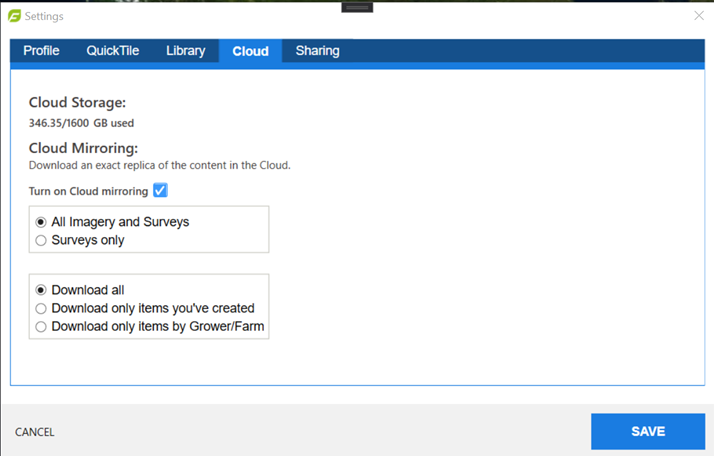 Settings
Profile QuickTile Library Cloud Sharing
Cloud Storage:
346.35/1600 GB used
Cloud Mirroring:
Download an exact replica of the content in the Cloud.
Turn on Cloud mirroring
All Imagery and Surveys
Surveys only
Download all
Download only items you've created
Download only items by Grower/Farm
CANCEL SAVE